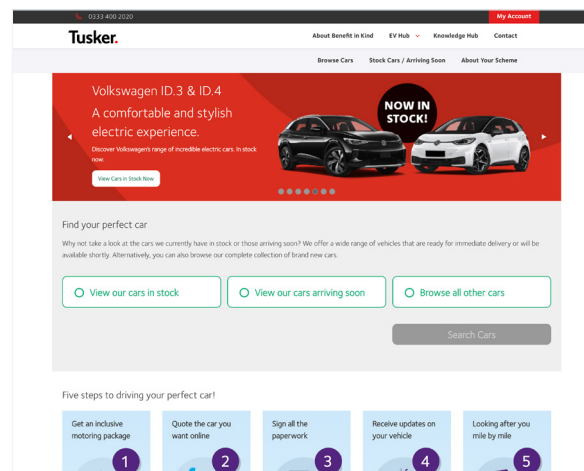 0333 400 2020
My Account
Tusker.
About Benefit in Kind
EV Hub
Knowledge Hub
Contact
Browse Cars
Stock Cars / Arriving Soon
About Your Scheme
Volkswagen ID.3 & ID.4
A comfortable and stylish
electric experience.
Discover Volkswagen's range of incredible electric cars. In stock
now.
View Cars in Stock Now
NOW IN
STOCK!
Find your perfect car
Why not take a look at the cars we currently have in stock or those arriving soon? We offer a wide range of vehicles that are ready for immediate delivery or will be
available shortly. Alternatively, you can also browse our complete collection of brand new cars.
View our cars in stock
View our cars arriving soon
Browse all other cars
Search Cars
Five steps to driving your perfect car!
Get an inclusive
motoring package
1
Quote the car you
want online
2
Sign all the
paperwork
3
Receive updates on
your vehicle
4
Looking after you
mile by mile
5